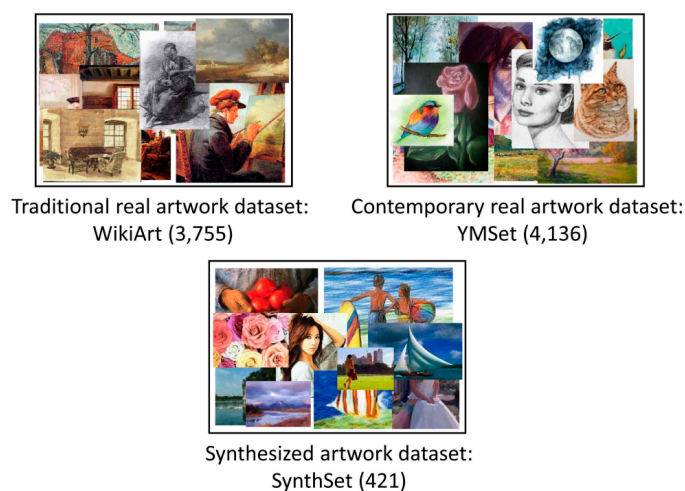 Traditional real artwork dataset:
WikiArt (3,755)
Contemporary real artwork dataset:
YMSet (4,136)
Synthesized artwork dataset:
SynthSet (421)